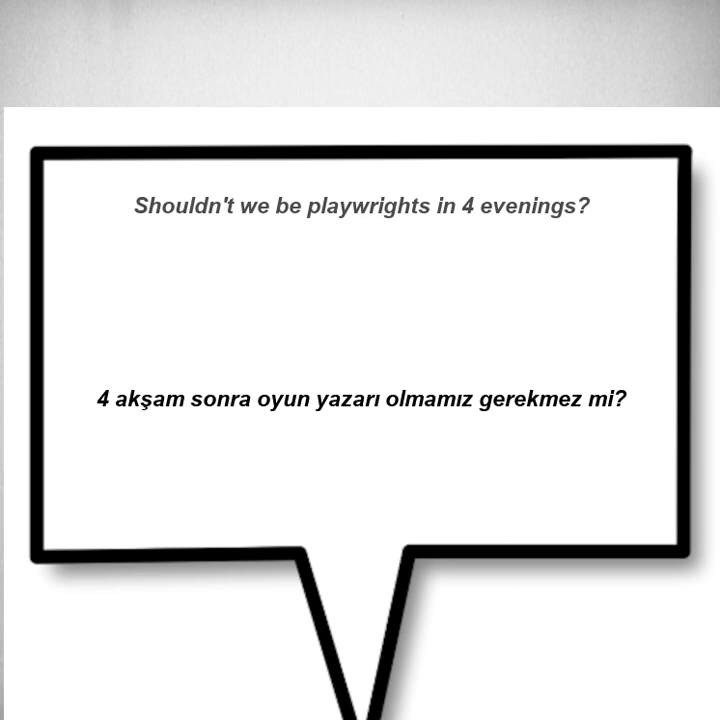 Shouldn't we be playwrights in 4 evenings?
4 akşam sonra oyun yazarı olmamız gerekmez mi?